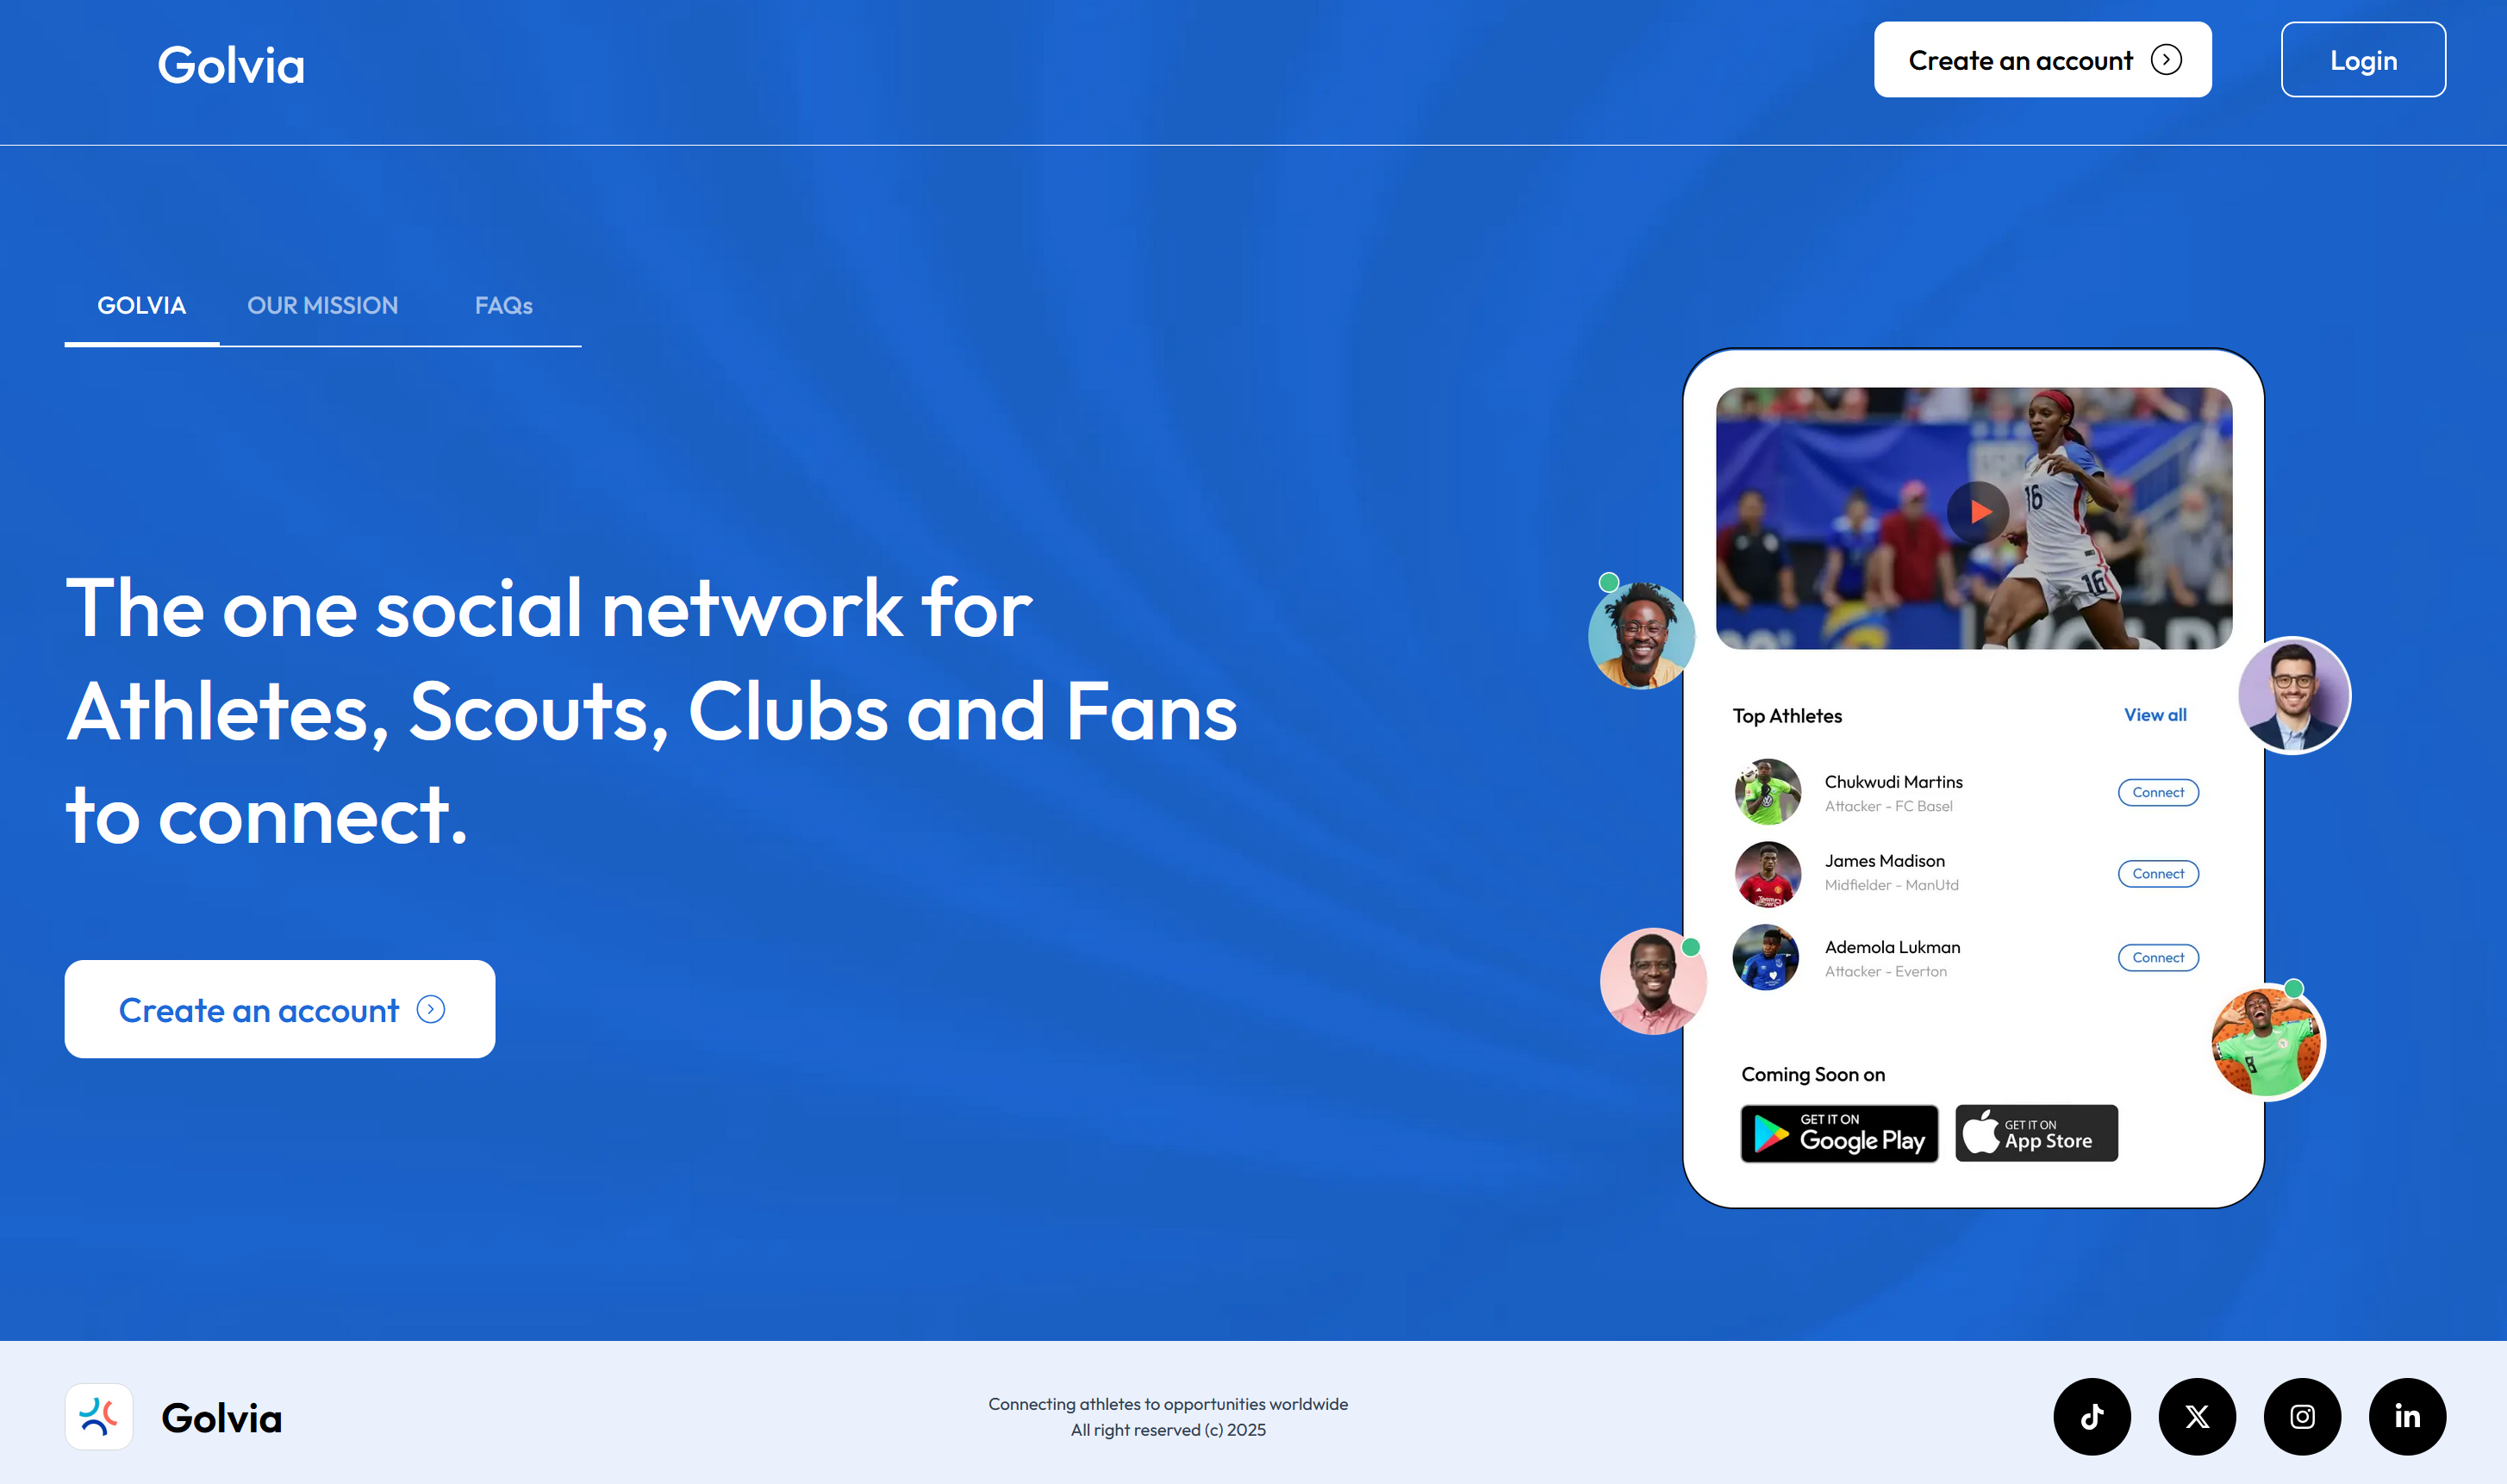 Golvia
Create an account
Login
GOLVIA
OUR MISSION
FAQs
The one social network for
Athletes, Scouts, Clubs and Fans
to connect.
Create an account
16
16
Top Athletes
View all
Chukwudi Martins
Attacker - FC Basel
Connect
James Madison
Midfielder - ManUtd
Connect
Ademola Lukman
Attacker - Everton
Connect
8
Coming Soon on
GET IT ON
Google Play
GET IT ON
App Store
Golvia
Connecting athletes to opportunities worldwide
All right reserved (c) 2025